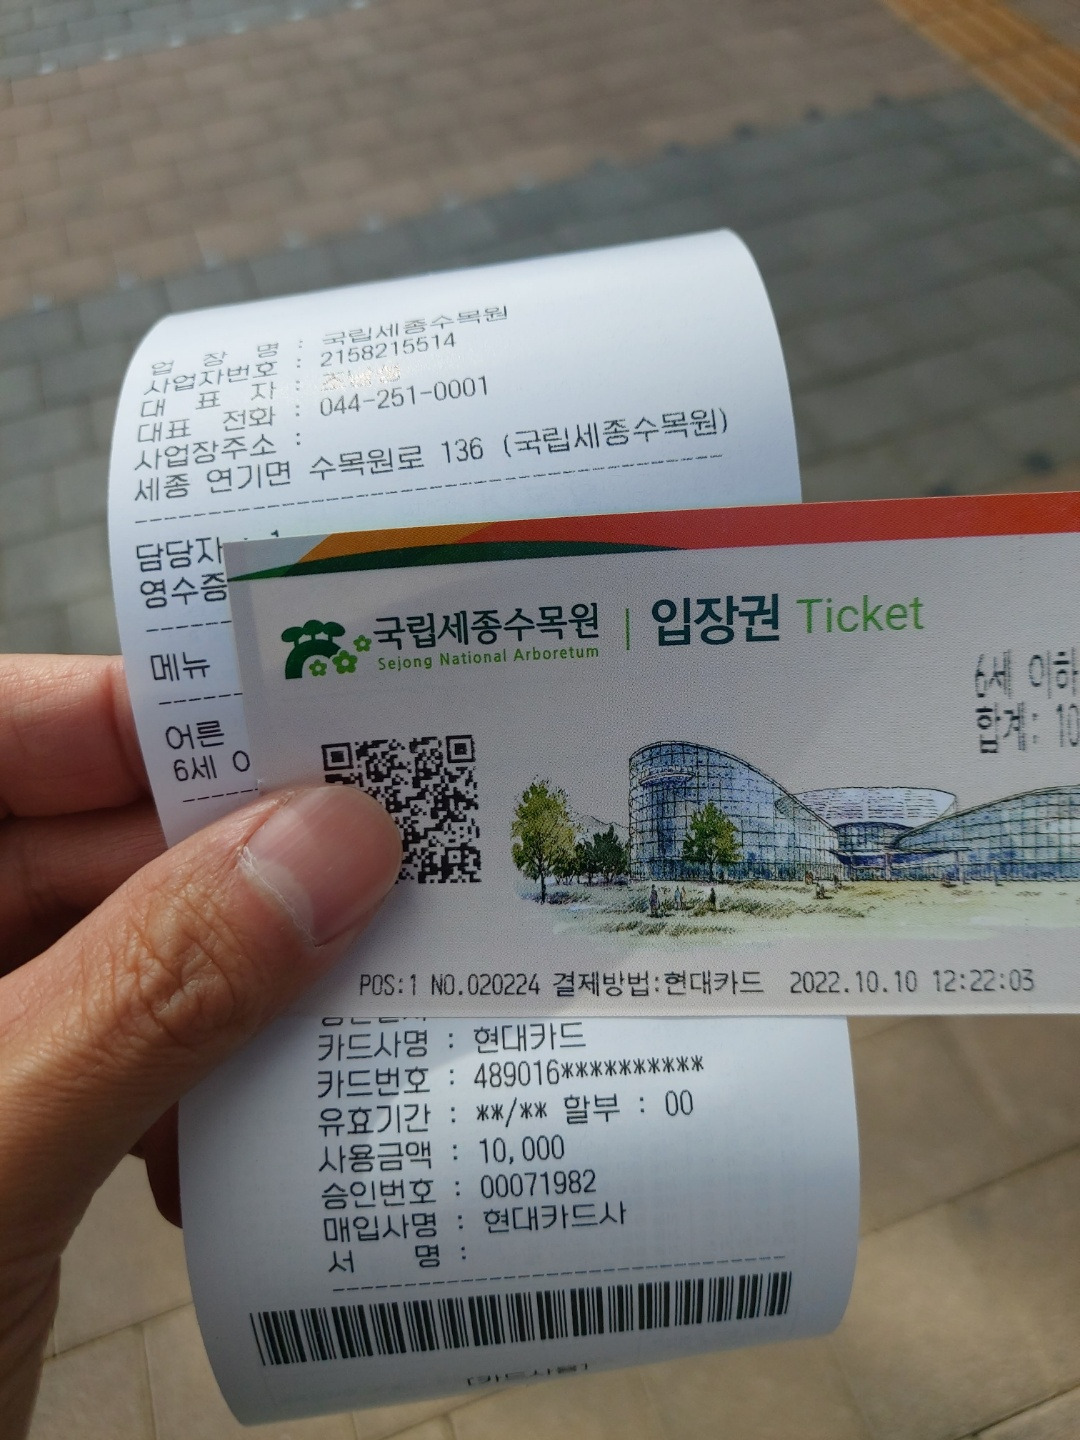 업 장 명 : 국립세종수목원
사업자번호 : 2158215514
대 표 자 :
대표 전화 : 044-251-0001
사업장주소 :
세종 연기면 수목원로 136 (국립세종수목원)
담당자 : 1
영수증
메뉴
어른
6세 이
국립세종수목원 | 입장권 Ticket
Sejong National Arboretum
6세 이하
합계: 10
POS:1 NO.020224 결제방법:현대카드 2022.10.10 12:22:03
카드사명 : 현대카드
카드번호 : 489016**********
유효기간 : **/** 할부 : 00
사용금액 : 10,000
승인번호 : 00071982
매입사명 : 현대카드사
서 명 :